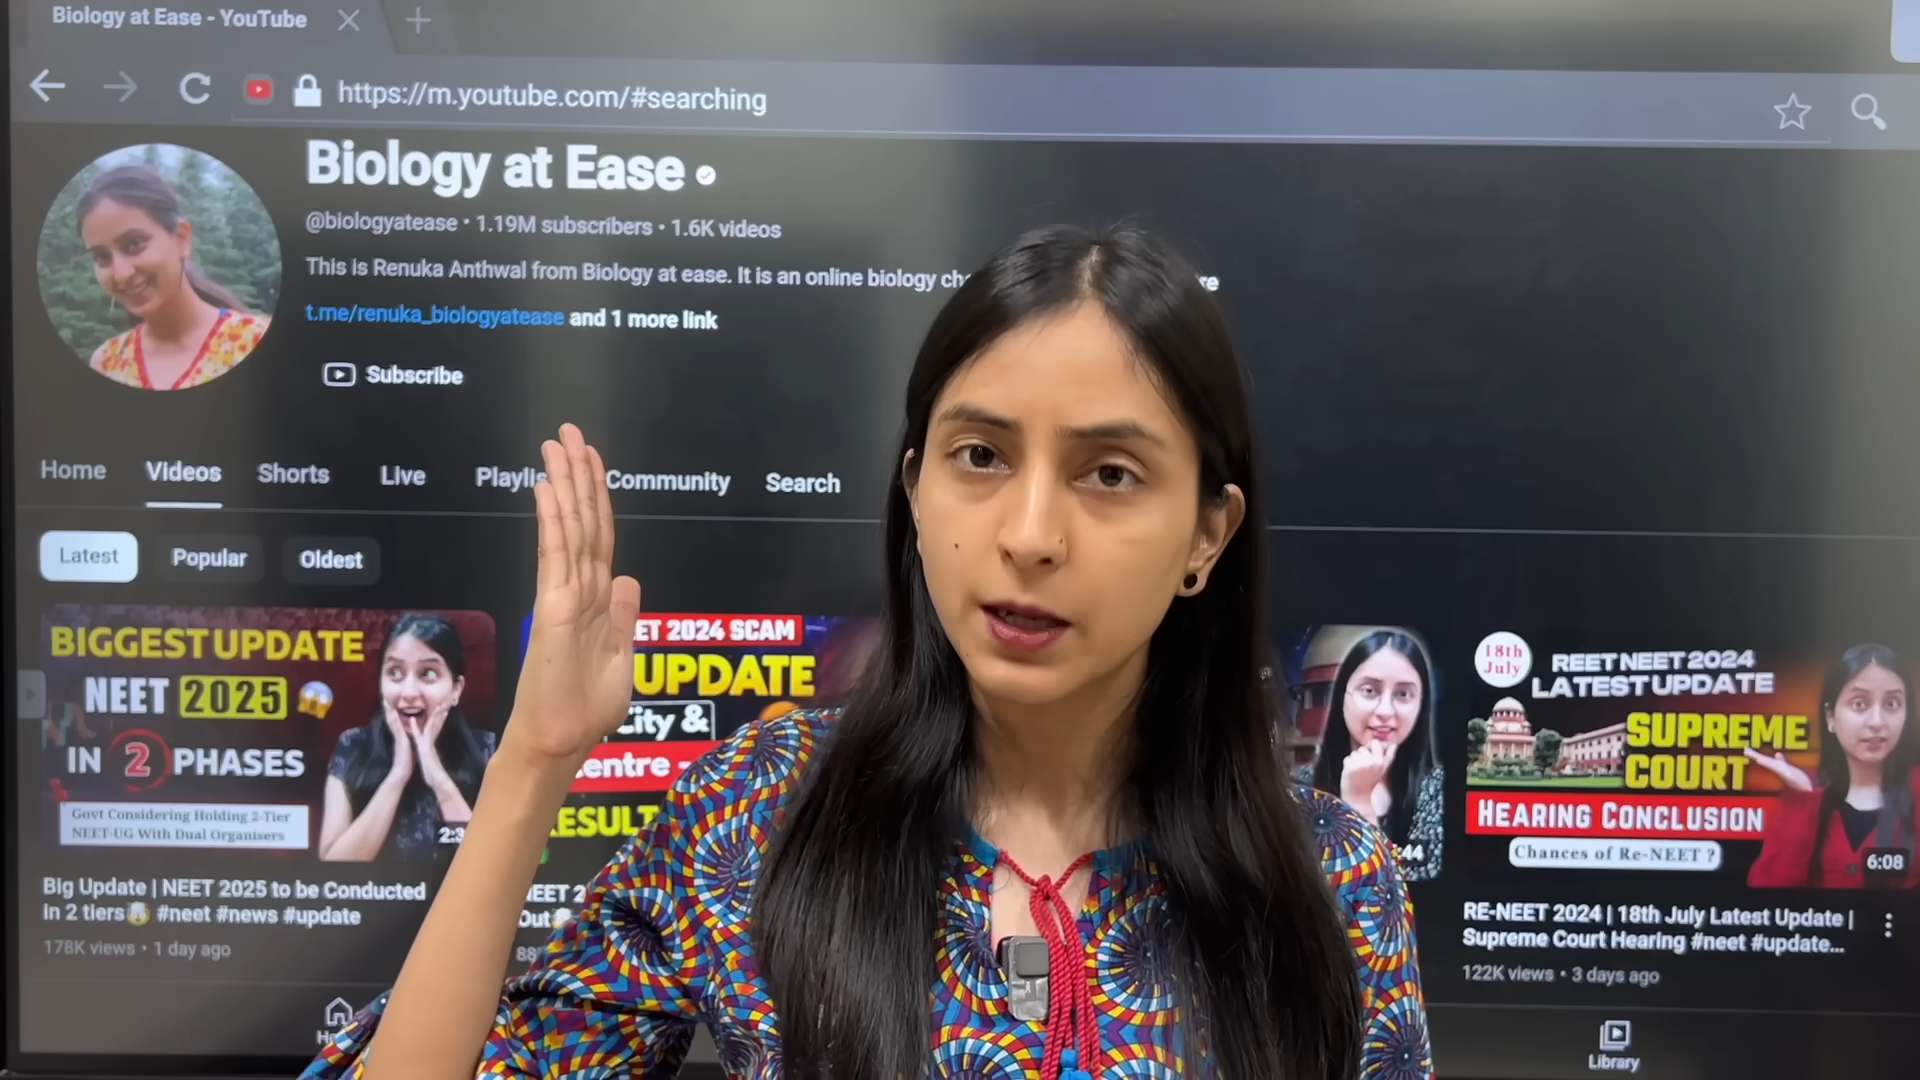 Biology at Ease - YouTube
https://m.youtube.com/#searching
Biology at Ease
@biologyatease • 1.19M subscribers • 1.6K videos
This is Renuka Anthwal from Biology at ease. It is an online biology
t.me/renuka_biologyatease and 1 more link
Subscribe
Home Videos Shorts Live Community Search
Latest Popular Oldest
BIGGEST UPDATE
NEET 2025
IN 2 PHASES
Govt Considering Holding 2-Tier
NEET-UG With Dual Organisers
Big Update | NEET 2025 to be Conducted
in 2 tiers #neet #news #update
178K views • 1 day ago
2024 SCAM
UPDATE
City &
18th
July
REET NEET 2024
LATEST UPDATE
SUPREME
COURT
HEARING CONCLUSION
Chances of Re-NEET ?
6:08
RE-NEET 2024 | 18th July Latest Update |
Supreme Court Hearing #neet #update...
122K views • 3 days ago
Library